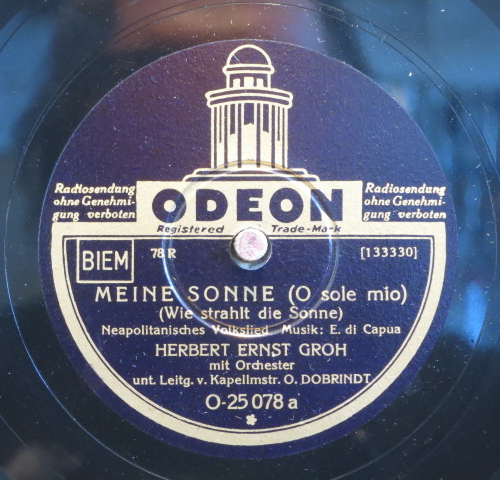 Radiosendung
ohne Genehmi-
gung verboten
ODEON
Radiosendung
ohne Genehmi-
gung verboten
Registered Trade-Mark
BIEM
78 R
[133330]
MEINE SONNE (O sole mio)
(Wie strahlt die Sonne)
Neapolitanisches Volkslied. Musik: E. di Capua
HERBERT ERNST GROH
mit Orchester
unt. Leitg. v. Kapellmstr. O. DOBRINDT
O-25 078 a